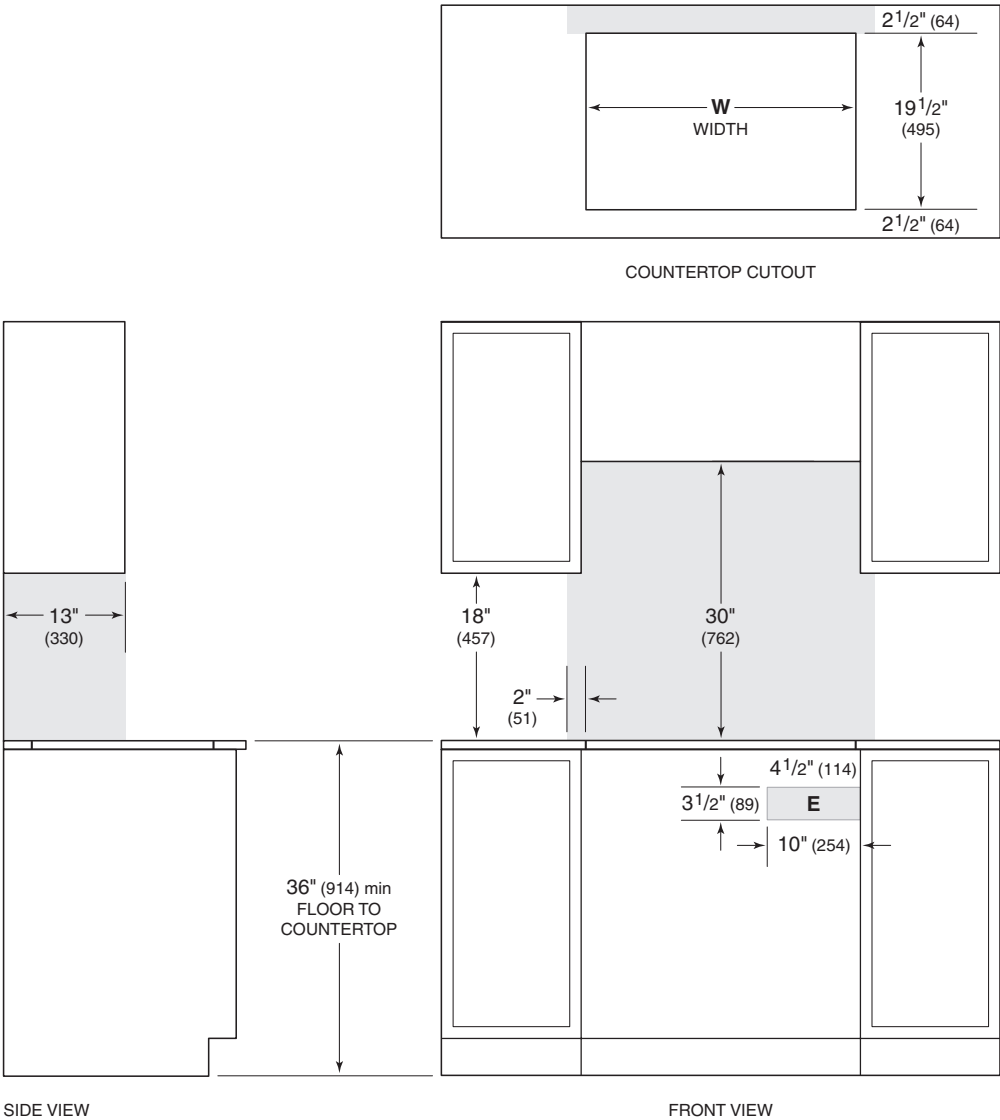 2 1/2" (64)
W
WIDTH
19 1/2"
(495)
2 1/2" (64)
COUNTERTOP CUTOUT
13"
(330)
18"
(457)
30"
(762)
2"
(51)
4 1/2" (114)
3 1/2" (89)
E
10" (254)
36" (914) min
FLOOR TO
COUNTERTOP
SIDE VIEW
FRONT VIEW